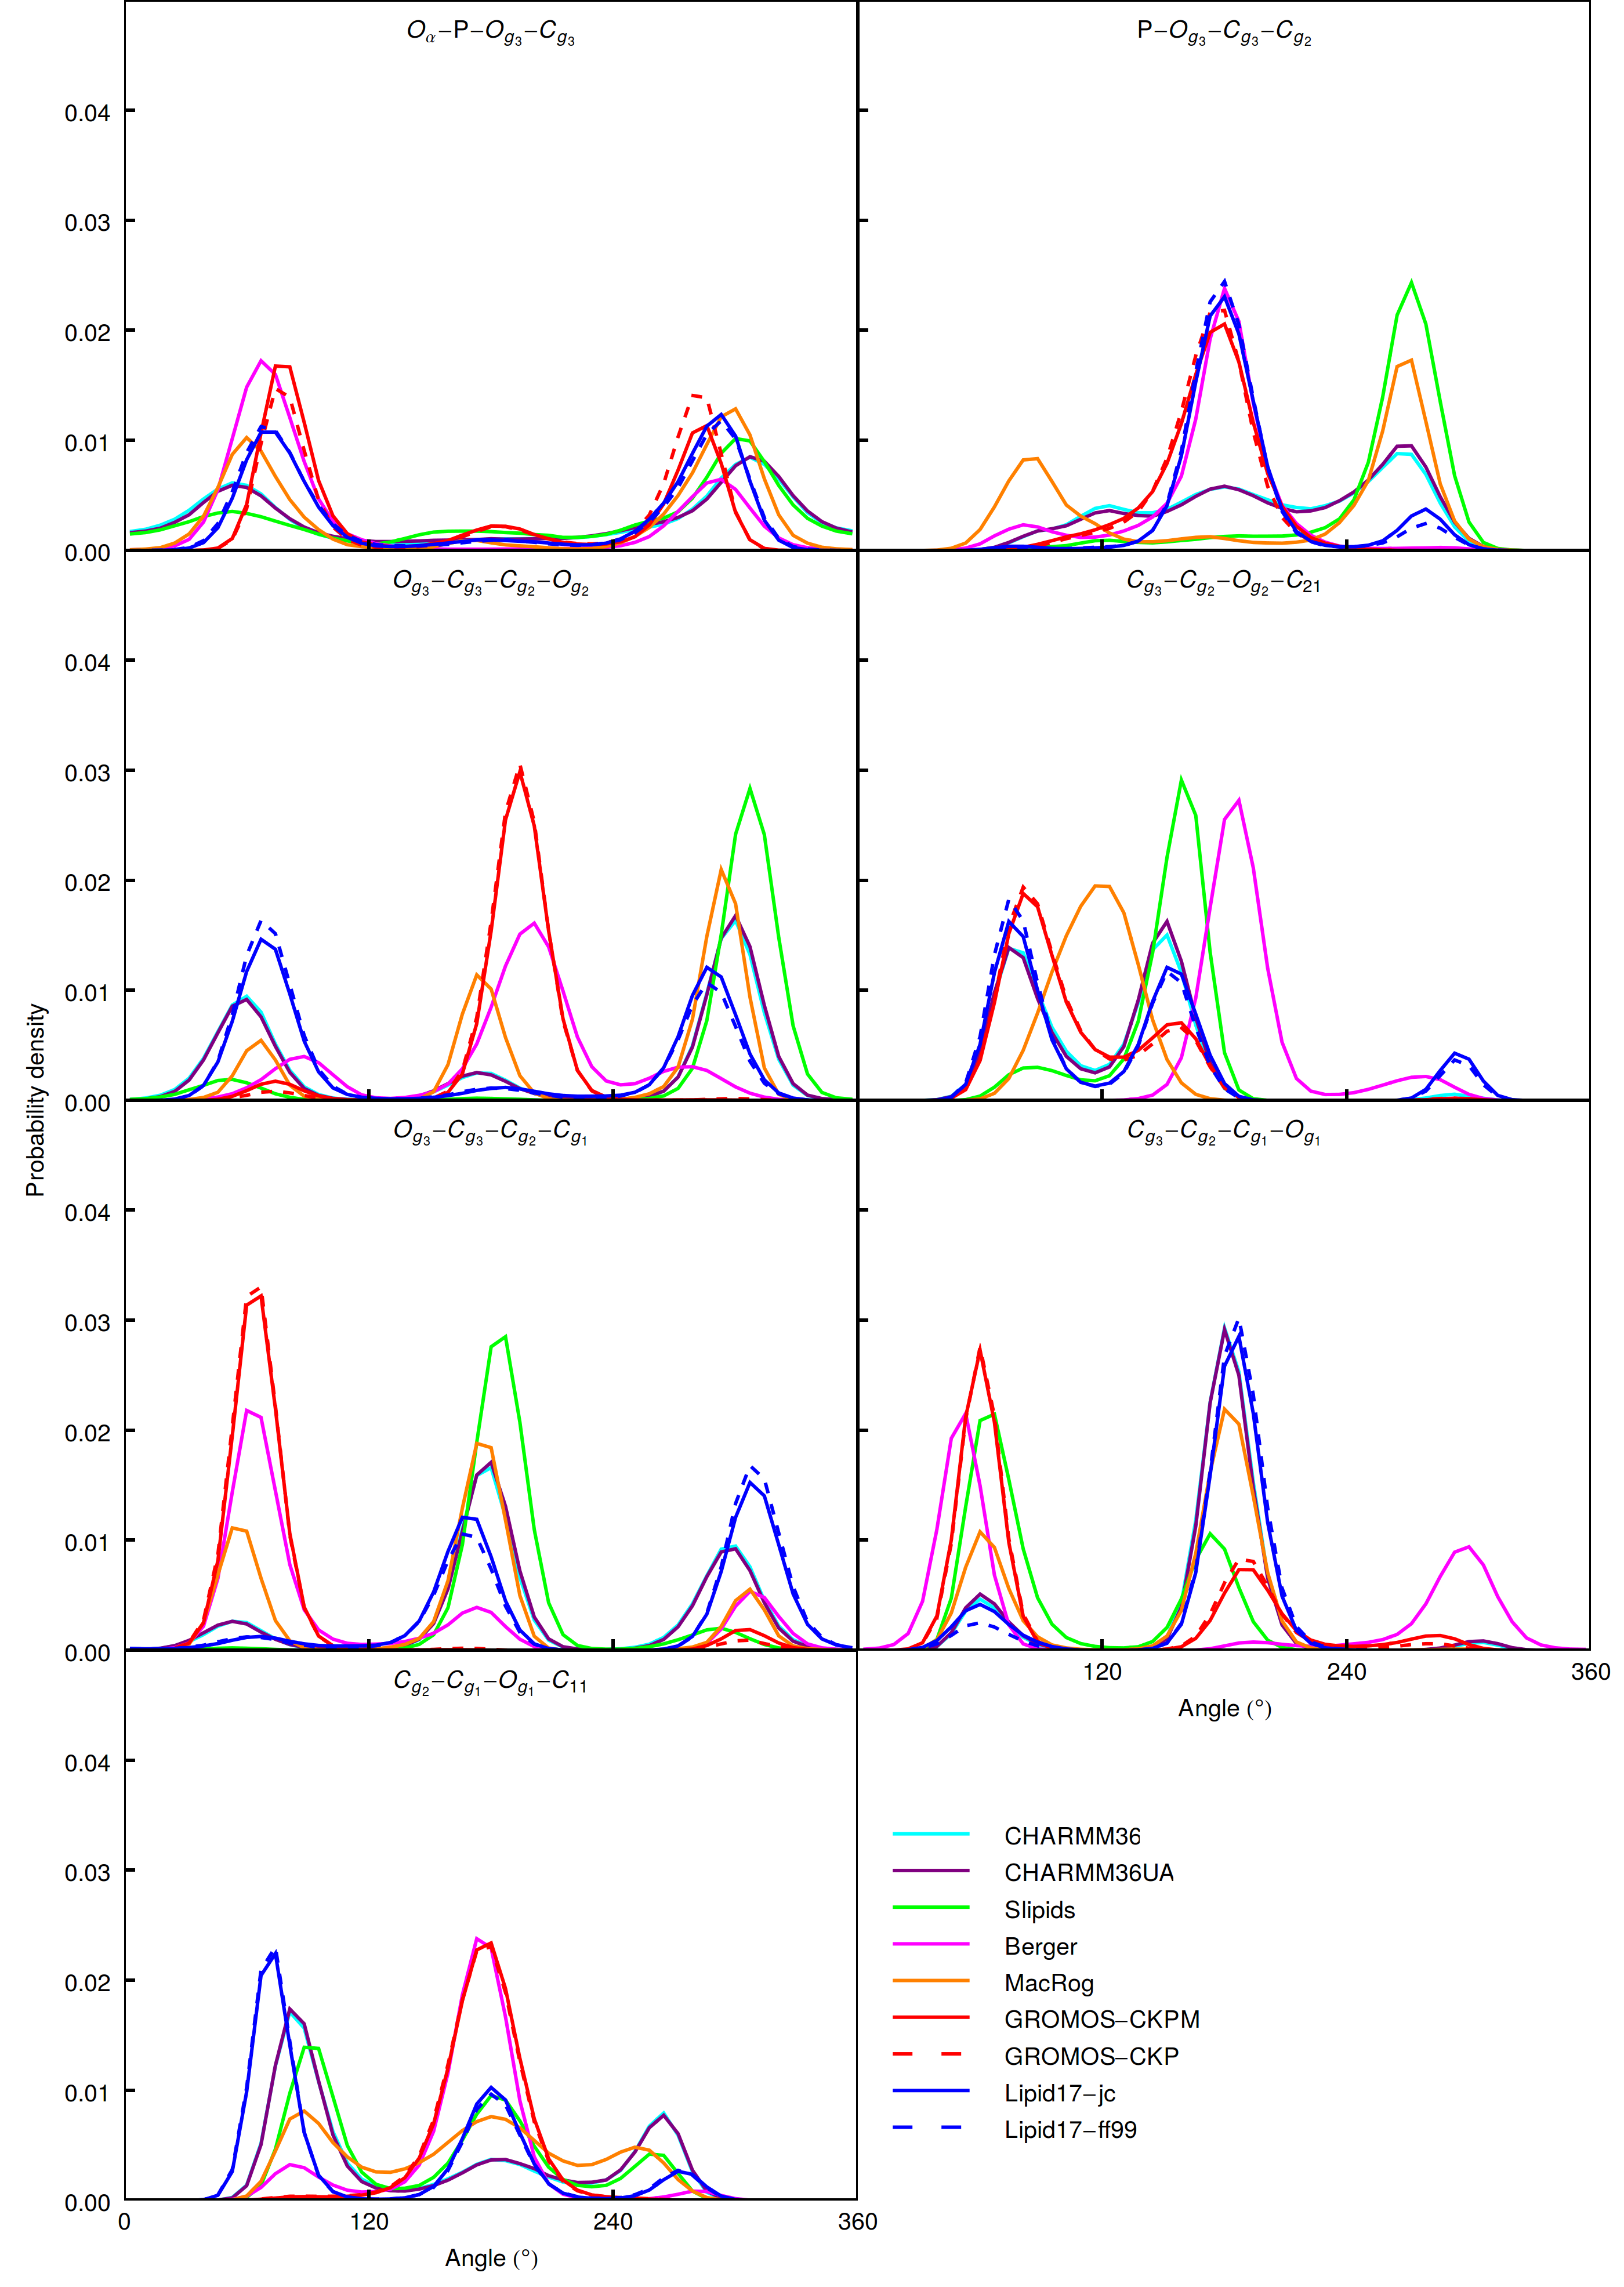 Oα−P−Og3−Cg3
P−Og3−Cg3−Cg2
0.04
0.03
0.02
0.01
0.00
Og3−Cg3−Cg2−Og2
Cg3−Cg2−Og2−C21
0.04
0.03
0.02
0.01
0.00
Probability density
Og3−Cg3−Cg2−Cg1
Cg3−Cg2−Cg1−Og1
0.04
0.03
0.02
0.01
0.00
120
240
360
Angle (°)
Cg2−Cg1−Og1−C11
0.04
0.03
0.02
0.01
0.00
0
120
240
360
Angle (°)
CHARMM36
CHARMM36UA
Slipids
Berger
MacRog
GROMOS−CKPM
GROMOS−CKP
Lipid17−jc
Lipid17−ff99